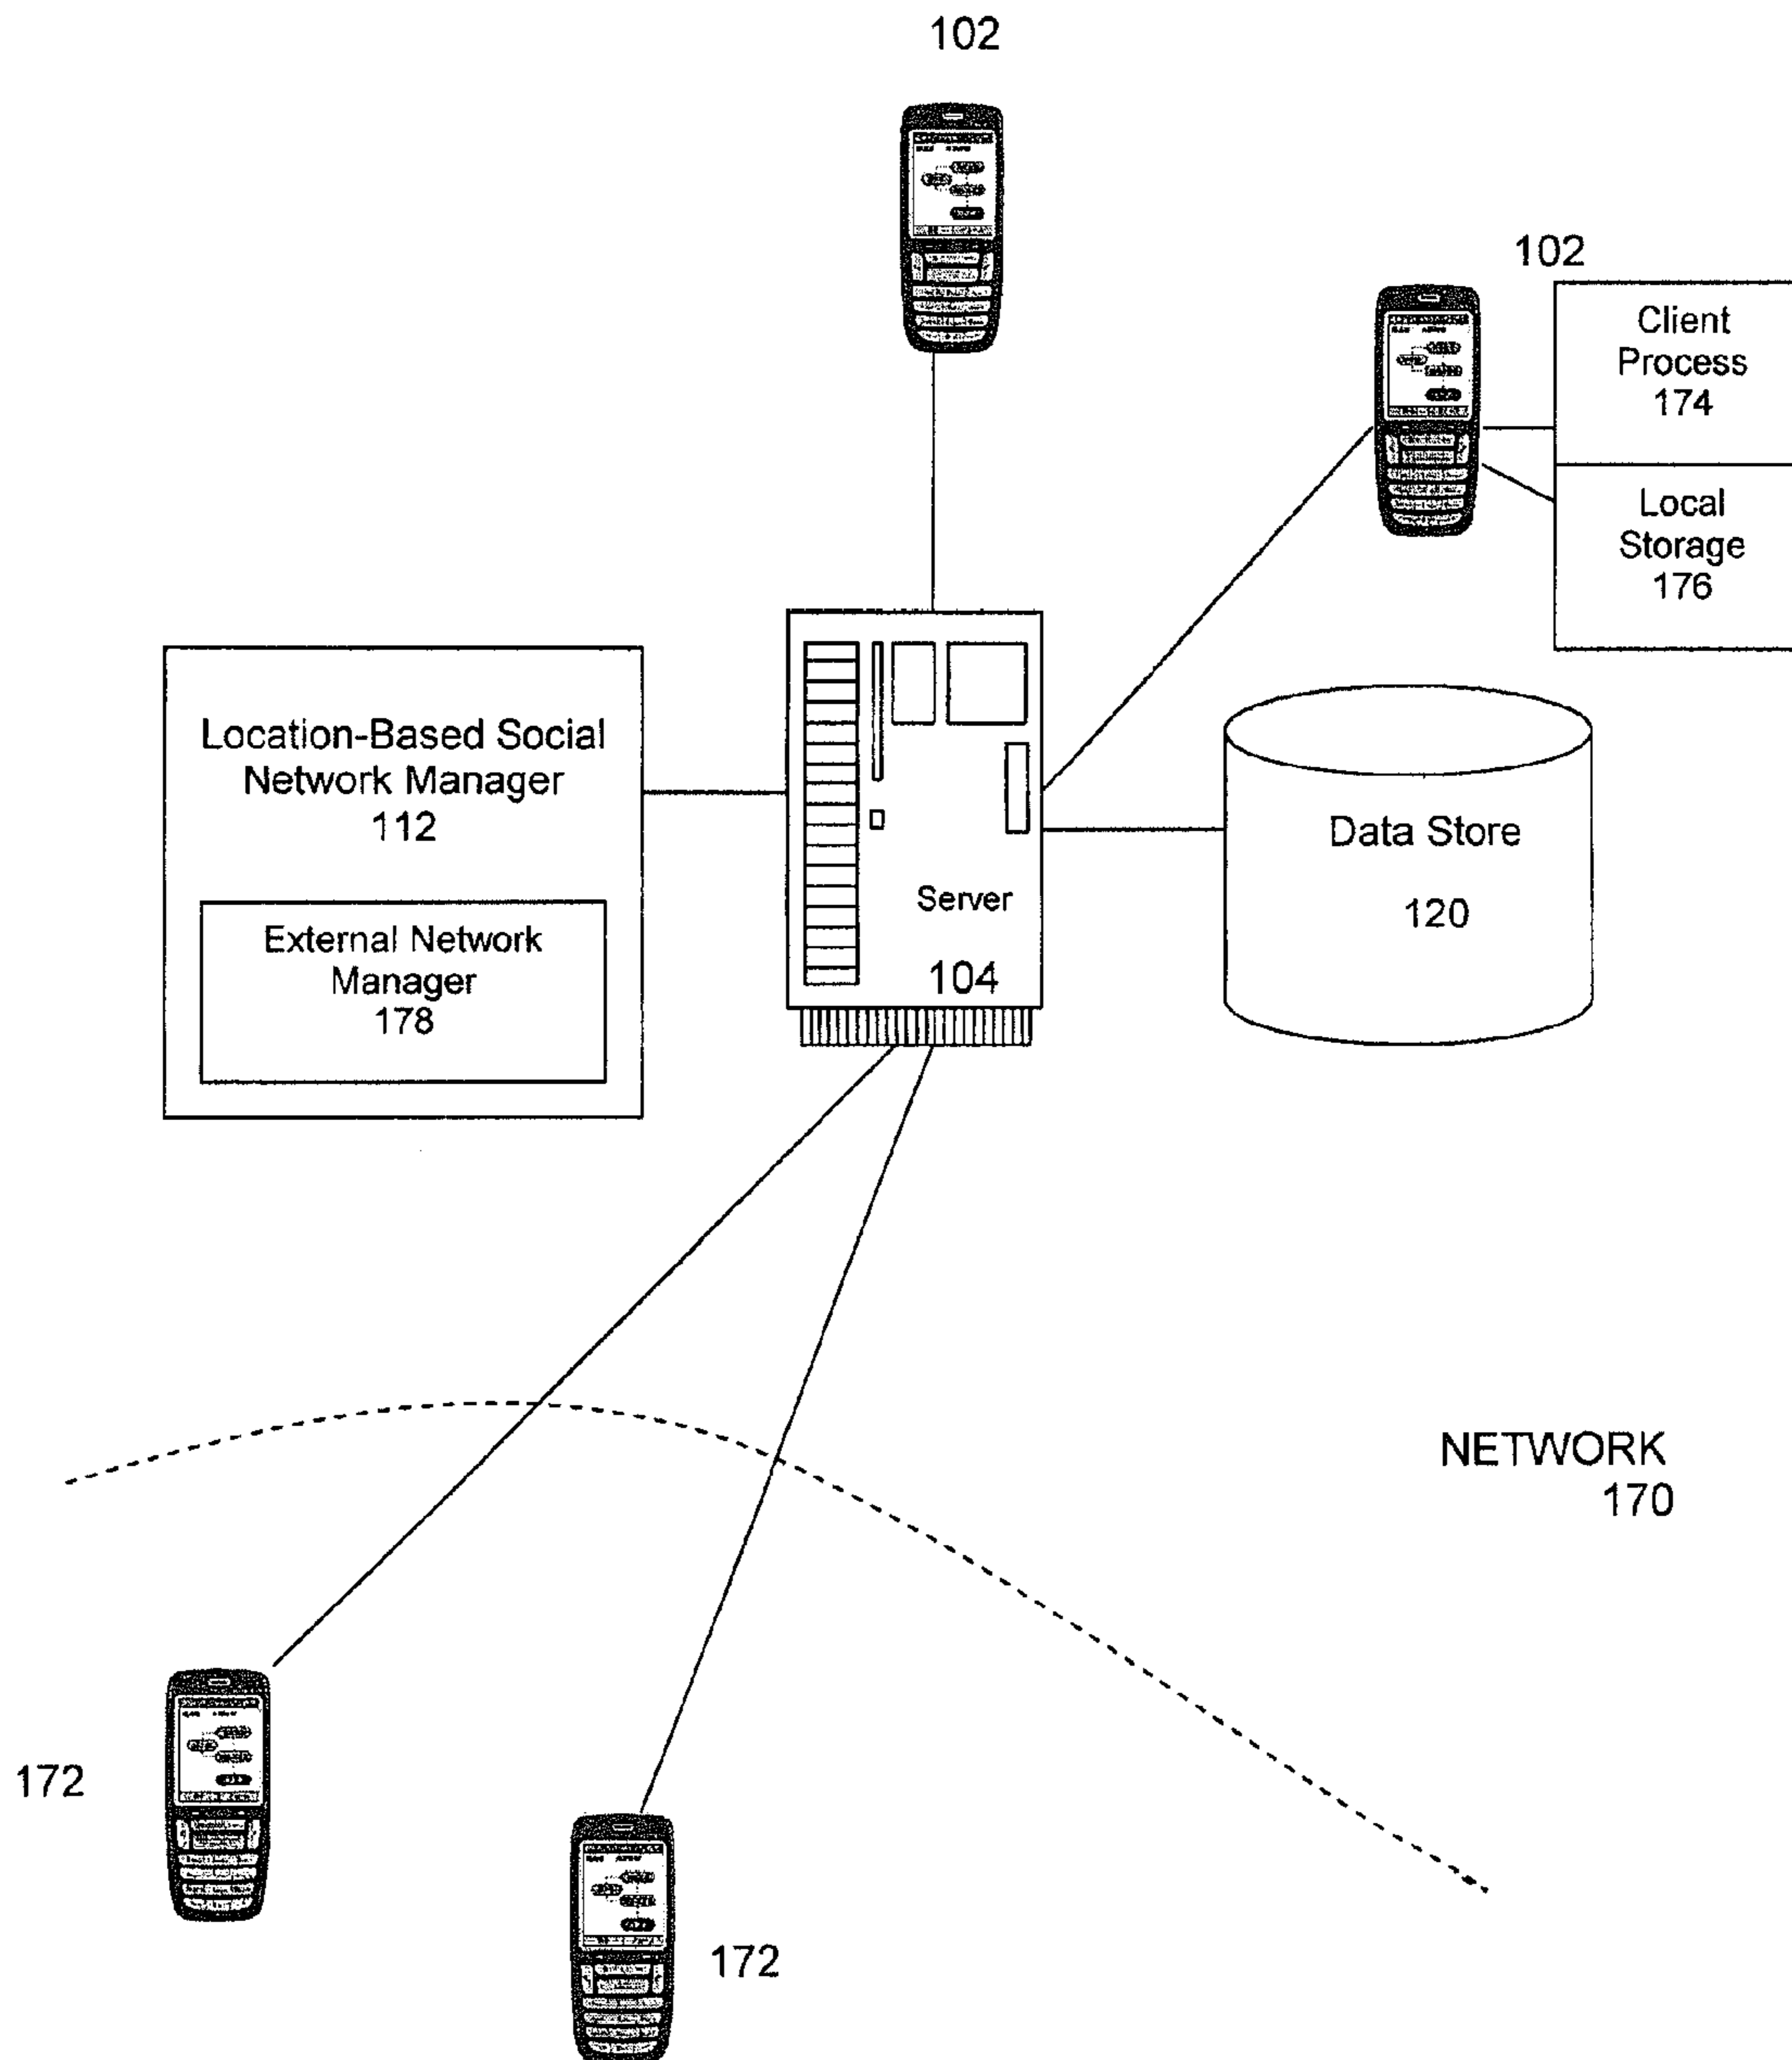 102
102
Client
Process
174
Local
Storage
176
Location-Based Social
Network Manager
112
External Network
Manager
178
Server
104
Data Store
120
NETWORK
170
172
172